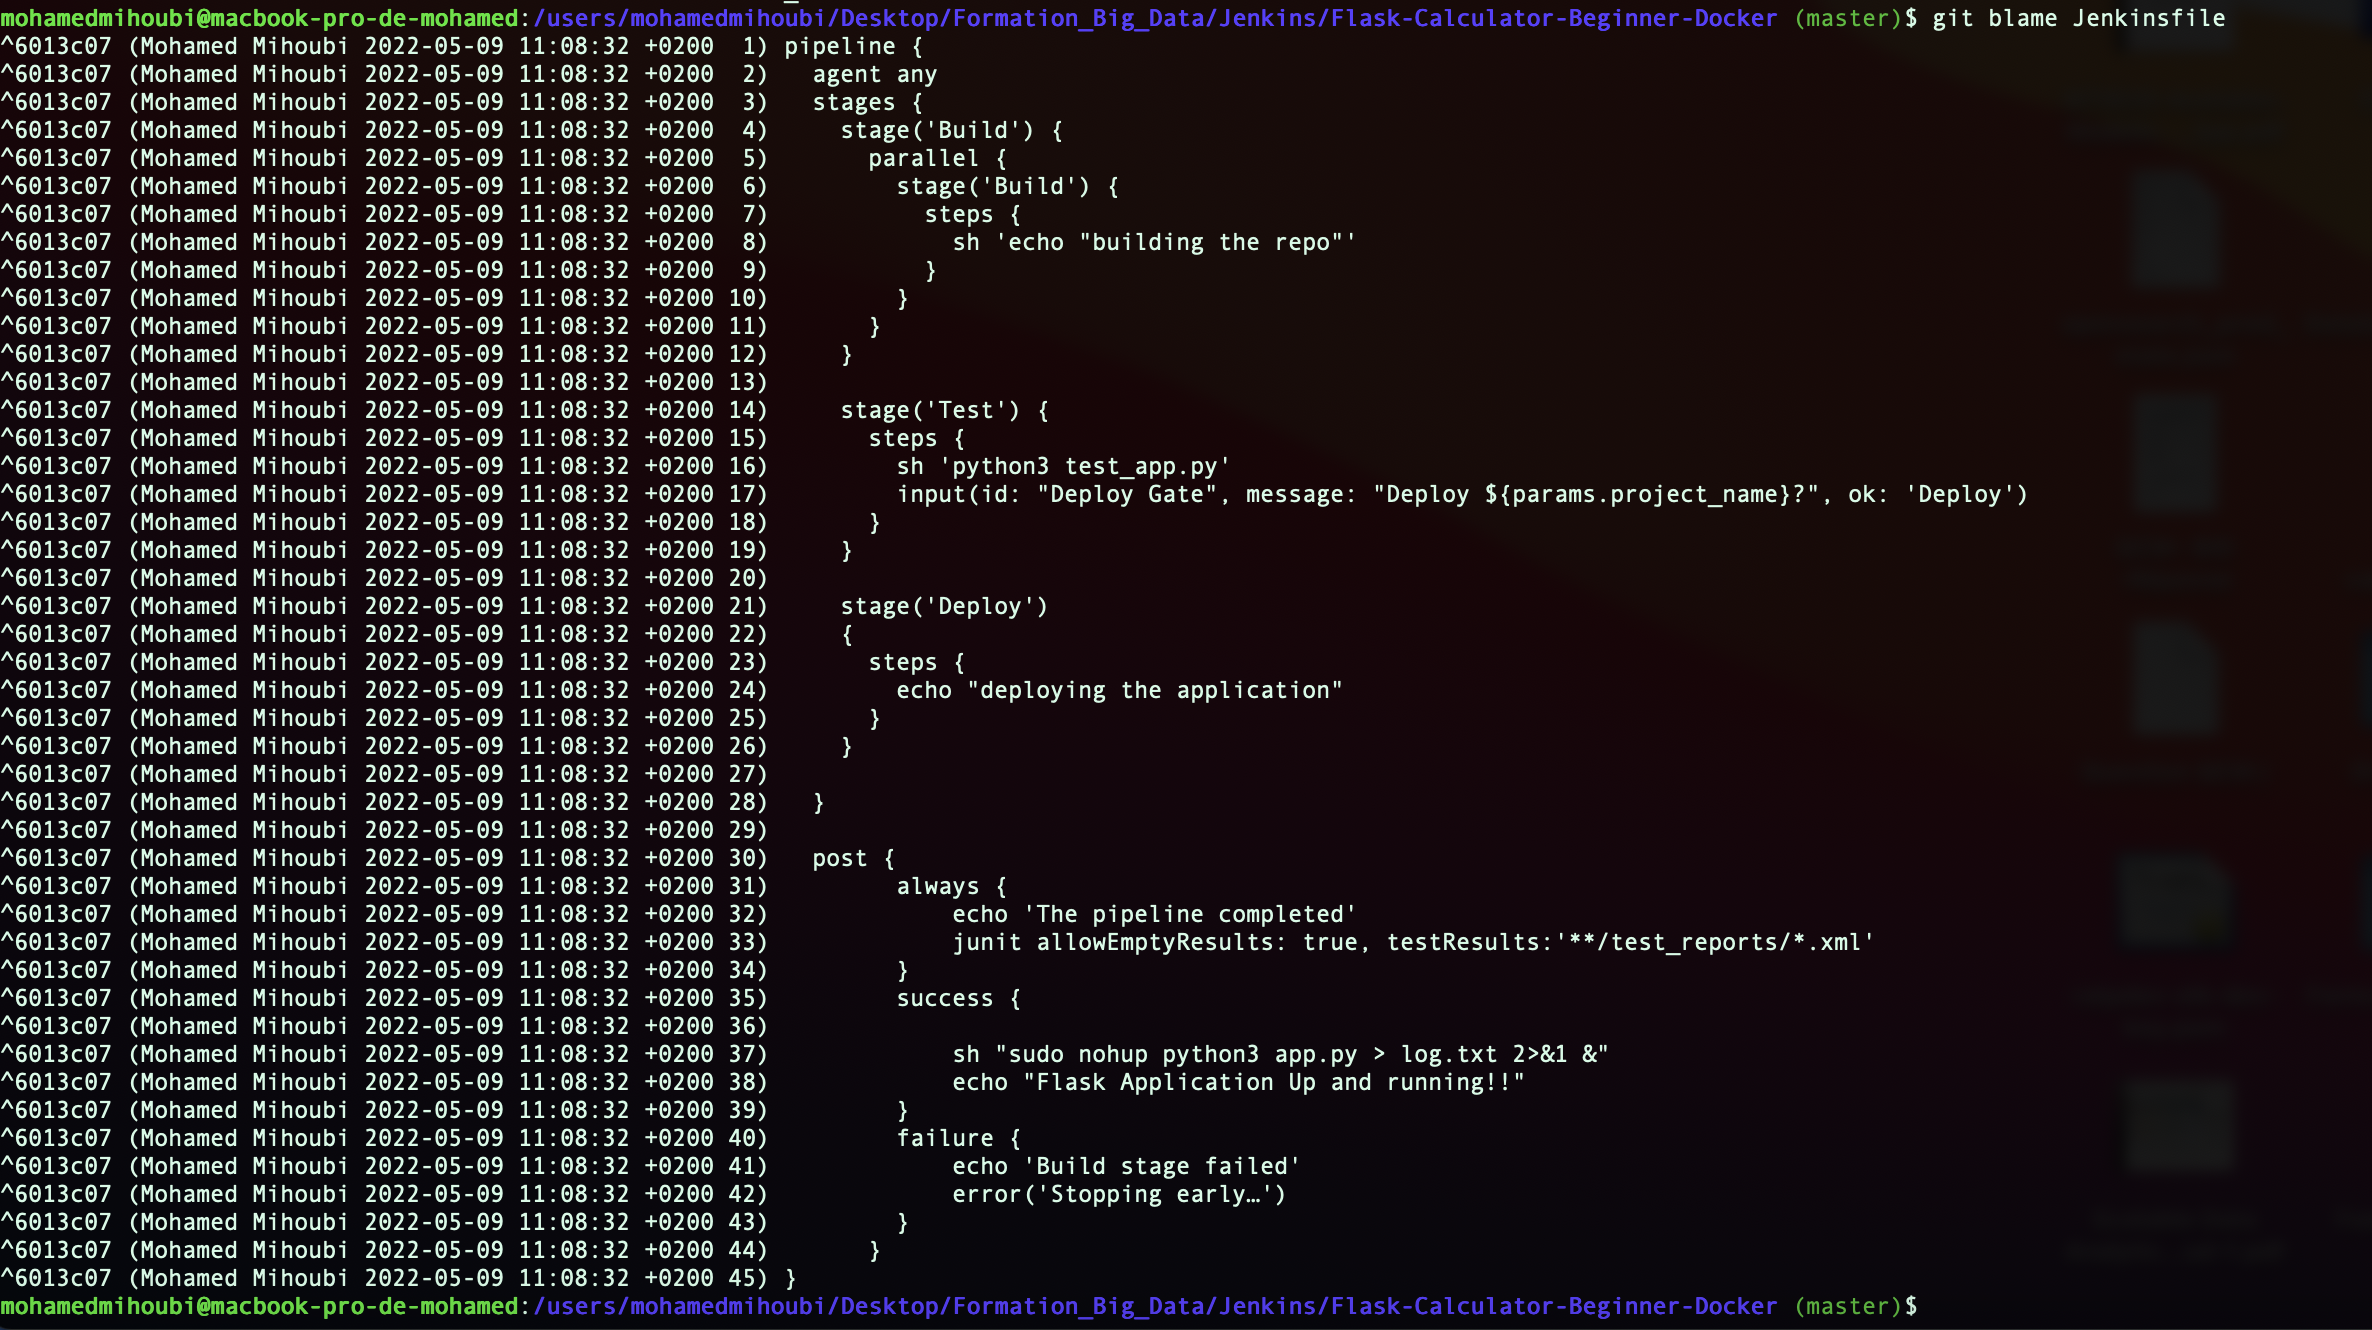 mohamedmihoubi@macbook-pro-de-mohamed:/users/mohamedmihoubi/Desktop/Formation_Big_Data/Jenkins/Flask-Calculator-Beginner-Docker (master)$ git blame Jenkinsfile
^6013c07 (Mohamed Mihoubi 2022-05-09 11:08:32 +0200  1) pipeline {
^6013c07 (Mohamed Mihoubi 2022-05-09 11:08:32 +0200  2)   agent any
^6013c07 (Mohamed Mihoubi 2022-05-09 11:08:32 +0200  3)   stages {
^6013c07 (Mohamed Mihoubi 2022-05-09 11:08:32 +0200  4)     stage('Build') {
^6013c07 (Mohamed Mihoubi 2022-05-09 11:08:32 +0200  5)       parallel {
^6013c07 (Mohamed Mihoubi 2022-05-09 11:08:32 +0200  6)         stage('Build') {
^6013c07 (Mohamed Mihoubi 2022-05-09 11:08:32 +0200  7)           steps {
^6013c07 (Mohamed Mihoubi 2022-05-09 11:08:32 +0200  8)             sh 'echo "building the repo"'
^6013c07 (Mohamed Mihoubi 2022-05-09 11:08:32 +0200  9)           }
^6013c07 (Mohamed Mihoubi 2022-05-09 11:08:32 +0200 10)         }
^6013c07 (Mohamed Mihoubi 2022-05-09 11:08:32 +0200 11)       }
^6013c07 (Mohamed Mihoubi 2022-05-09 11:08:32 +0200 12)     }
^6013c07 (Mohamed Mihoubi 2022-05-09 11:08:32 +0200 13)
^6013c07 (Mohamed Mihoubi 2022-05-09 11:08:32 +0200 14)     stage('Test') {
^6013c07 (Mohamed Mihoubi 2022-05-09 11:08:32 +0200 15)       steps {
^6013c07 (Mohamed Mihoubi 2022-05-09 11:08:32 +0200 16)         sh 'python3 test_app.py'
^6013c07 (Mohamed Mihoubi 2022-05-09 11:08:32 +0200 17)         input(id: "Deploy Gate", message: "Deploy ${params.project_name}?", ok: 'Deploy')
^6013c07 (Mohamed Mihoubi 2022-05-09 11:08:32 +0200 18)       }
^6013c07 (Mohamed Mihoubi 2022-05-09 11:08:32 +0200 19)     }
^6013c07 (Mohamed Mihoubi 2022-05-09 11:08:32 +0200 20)
^6013c07 (Mohamed Mihoubi 2022-05-09 11:08:32 +0200 21)     stage('Deploy')
^6013c07 (Mohamed Mihoubi 2022-05-09 11:08:32 +0200 22)     {
^6013c07 (Mohamed Mihoubi 2022-05-09 11:08:32 +0200 23)       steps {
^6013c07 (Mohamed Mihoubi 2022-05-09 11:08:32 +0200 24)         echo "deploying the application"
^6013c07 (Mohamed Mihoubi 2022-05-09 11:08:32 +0200 25)       }
^6013c07 (Mohamed Mihoubi 2022-05-09 11:08:32 +0200 26)     }
^6013c07 (Mohamed Mihoubi 2022-05-09 11:08:32 +0200 27)
^6013c07 (Mohamed Mihoubi 2022-05-09 11:08:32 +0200 28)   }
^6013c07 (Mohamed Mihoubi 2022-05-09 11:08:32 +0200 29)
^6013c07 (Mohamed Mihoubi 2022-05-09 11:08:32 +0200 30)   post {
^6013c07 (Mohamed Mihoubi 2022-05-09 11:08:32 +0200 31)         always {
^6013c07 (Mohamed Mihoubi 2022-05-09 11:08:32 +0200 32)             echo 'The pipeline completed'
^6013c07 (Mohamed Mihoubi 2022-05-09 11:08:32 +0200 33)             junit allowEmptyResults: true, testResults:'**/test_reports/*.xml'
^6013c07 (Mohamed Mihoubi 2022-05-09 11:08:32 +0200 34)         }
^6013c07 (Mohamed Mihoubi 2022-05-09 11:08:32 +0200 35)         success {
^6013c07 (Mohamed Mihoubi 2022-05-09 11:08:32 +0200 36)
^6013c07 (Mohamed Mihoubi 2022-05-09 11:08:32 +0200 37)             sh "sudo nohup python3 app.py > log.txt 2>&1 &"
^6013c07 (Mohamed Mihoubi 2022-05-09 11:08:32 +0200 38)             echo "Flask Application Up and running!!"
^6013c07 (Mohamed Mihoubi 2022-05-09 11:08:32 +0200 39)         }
^6013c07 (Mohamed Mihoubi 2022-05-09 11:08:32 +0200 40)         failure {
^6013c07 (Mohamed Mihoubi 2022-05-09 11:08:32 +0200 41)             echo 'Build stage failed'
^6013c07 (Mohamed Mihoubi 2022-05-09 11:08:32 +0200 42)             error('Stopping early…')
^6013c07 (Mohamed Mihoubi 2022-05-09 11:08:32 +0200 43)         }
^6013c07 (Mohamed Mihoubi 2022-05-09 11:08:32 +0200 44)       }
^6013c07 (Mohamed Mihoubi 2022-05-09 11:08:32 +0200 45) }
mohamedmihoubi@macbook-pro-de-mohamed:/users/mohamedmihoubi/Desktop/Formation_Big_Data/Jenkins/Flask-Calculator-Beginner-Docker (master)$